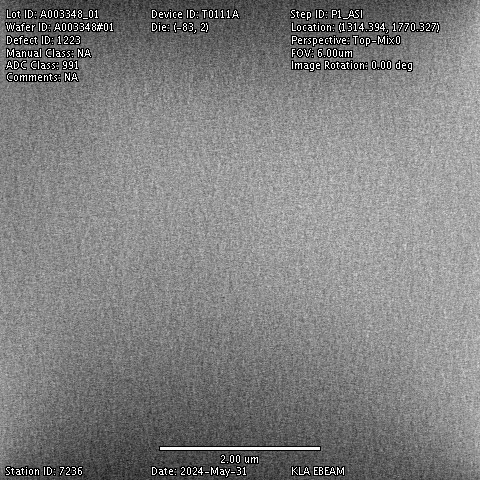 Lot ID: A003348_01
Wafer ID: A003348#01
Defect ID: 1223
Manual Class: NA
ADC Class: 991
Comments: NA
Device ID: T0111A
Die: (-83, 2)
Step ID: P1_ASI
Location: (1314.394, 1770.327)
Perspective: Top-Mix0
FOV: 6.00um
Image Rotation: 0.00 deg
2.00 um
Station ID: 7236
Date: 2024-May-31
KLA EBEAM